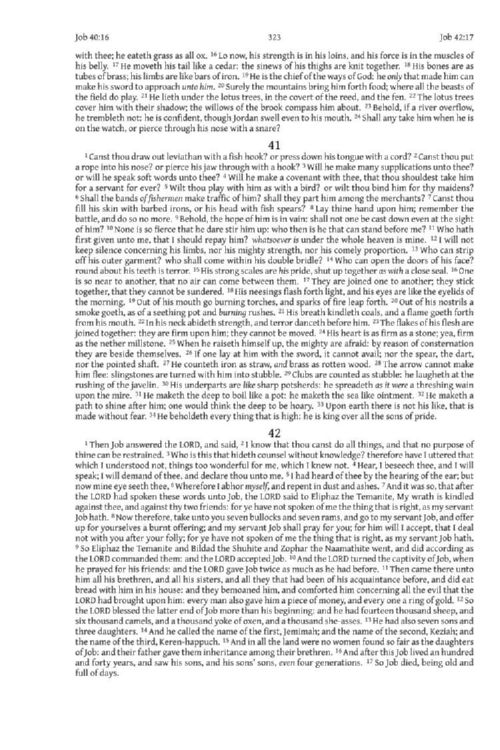 Job 40:16 323 Job 42:17
with thee; he eateth grass as all ox. 16 Lo now, his strength is in his loins, and his force is in the muscles of
his belly. 17 He moveth his tail like a cedar: the sinews of his thighs are knit together. 18 His bones are as
tubes of brass; his limbs are like bars of iron. 19 He is the chief of the ways of God: he only that made him can
make his sword to approach unto him. 20 Surely the mountains bring him forth food; where all the beasts of
the field do play. 21 He lieth under the lotus trees, in the covert of the reed, and the fen. 22 The lotus trees
cover him with their shadow; the willows of the brook compass him about. 23 Behold, if a river overflow,
he trembleth not: he is confident, though Jordan swell even to his mouth. 24 Shall any take him when he is
on the watch, or pierce through his nose with a snare?
41
1 Canst thou draw out leviathan with a fish hook? or press down his tongue with a cord? 2 Canst thou put
a rope into his nose? or pierce his jaw through with a hook? 3 Will he make many supplications unto thee?
or will he speak soft words unto thee? 4 Will he make a covenant with thee, that thou shouldest take him
for a servant for ever? 5 Wilt thou play with him as with a bird? or wilt thou bind him for thy maidens?
6 Shall the bands of fishermen make traffic of him? shall they part him among the merchants? 7 Canst thou
fill his skin with barbed irons, or his head with fish spears? 8 Lay thine hand upon him; remember the
battle, and do so no more. 9 Behold, the hope of him is in vain: shall not one be cast down even at the sight
of him? 10 None is so fierce that he dare stir him up: who then is he that can stand before me? 11 Who hath
first given unto me, that I should repay him? whatsoever is under the whole heaven is mine. 12 I will not
keep silence concerning his limbs, nor his mighty strength, nor his comely proportion. 13 Who can strip
off his outer garment? who shall come within his double bridle? 14 Who can open the doors of his face?
round about his teeth is terror. 15 His strong scales are his pride, shut up together as with a close seal. 16 One
is so near to another, that no air can come between them. 17 They are joined one to another; they stick
together, that they cannot be sundered. 18 His neesings flash forth light, and his eyes are like the eyelids of
the morning. 19 Out of his mouth go burning torches, and sparks of fire leap forth. 20 Out of his nostrils a
smoke goeth, as of a seething pot and burning rushes. 21 His breath kindleth coals, and a flame goeth forth
from his mouth. 22 In his neck abideth strength, and terror danceth before him. 23 The flakes of his flesh are
joined together: they are firm upon him; they cannot be moved. 24 His heart is as firm as a stone; yea, firm
as the nether millstone. 25 When he raiseth himself up, the mighty are afraid: by reason of consternation
they are beside themselves. 26 If one lay at him with the sword, it cannot avail; nor the spear, the dart,
nor the pointed shaft. 27 He counteth iron as straw, and brass as rotten wood. 28 The arrow cannot make
him flee: slingstones are turned with him into stubble. 29 Clubs are counted as stubble: he laugheth at the
rushing of the javelin. 30 His underparts are like sharp potsherds: he spreadeth as it were a threshing wain
upon the mire. 31 He maketh the deep to boil like a pot: he maketh the sea like ointment. 32 He maketh a
path to shine after him; one would think the deep to be hoary. 33 Upon earth there is not his like, that is
made without fear. 34 He beholdeth every thing that is high: he is king over all the sons of pride.
42
1 Then Job answered the LORD, and said, 2 I know that thou canst do all things, and that no purpose of
thine can be restrained. 3 Who is this that hideth counsel without knowledge? therefore have I uttered that
which I understood not, things too wonderful for me, which I knew not. 4 Hear, I beseech thee, and I will
speak; I will demand of thee, and declare thou unto me. 5 I had heard of thee by the hearing of the ear; but
now mine eye seeth thee, 6 Wherefore I abhor myself, and repent in dust and ashes. 7 And it was so, that after
the LORD had spoken these words unto Job, the LORD said to Eliphaz the Temanite, My wrath is kindled
against thee, and against thy two friends: for ye have not spoken of me the thing that is right, as my servant
Job hath. 8 Now therefore, take unto you seven bullocks and seven rams, and go to my servant Job, and offer
up for yourselves a burnt offering; and my servant Job shall pray for you; for him will I accept, that I deal
not with you after your folly; for ye have not spoken of me the thing that is right, as my servant Job hath.
9 So Eliphaz the Temanite and Bildad the Shuhite and Zophar the Naamathite went, and did according as
the LORD commanded them: and the LORD accepted Job. 10 And the LORD turned the captivity of Job, when
he prayed for his friends: and the LORD gave Job twice as much as he had before. 11 Then came there unto
him all his brethren, and all his sisters, and all they that had been of his acquaintance before, and did eat
bread with him in his house: and they bemoaned him, and comforted him concerning all the evil that the
LORD had brought upon him: every man also gave him a piece of money, and every one a ring of gold. 12 So
the LORD blessed the latter end of Job more than his beginning: and he had fourteen thousand sheep, and
six thousand camels, and a thousand yoke of oxen, and a thousand she-asses. 13 He had also seven sons and
three daughters. 14 And he called the name of the first, Jemimah; and the name of the second, Keziah; and
the name of the third, Keren-happuch. 15 And in all the land were no women found so fair as the daughters
of Job: and their father gave them inheritance among their brethren. 16 And after this Job lived an hundred
and forty years, and saw his sons, and his sons' sons, even four generations. 17 So Job died, being old and
full of days.